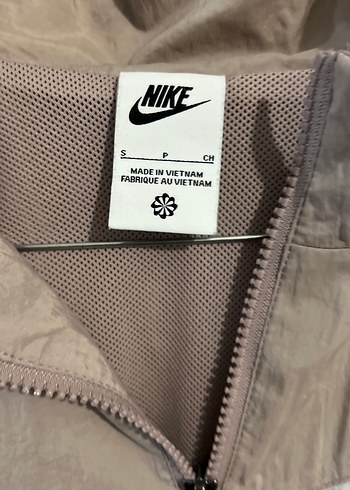 NIKE
S P CH
MADE IN VIETNAM
FABRIQUE AU VIETNAM